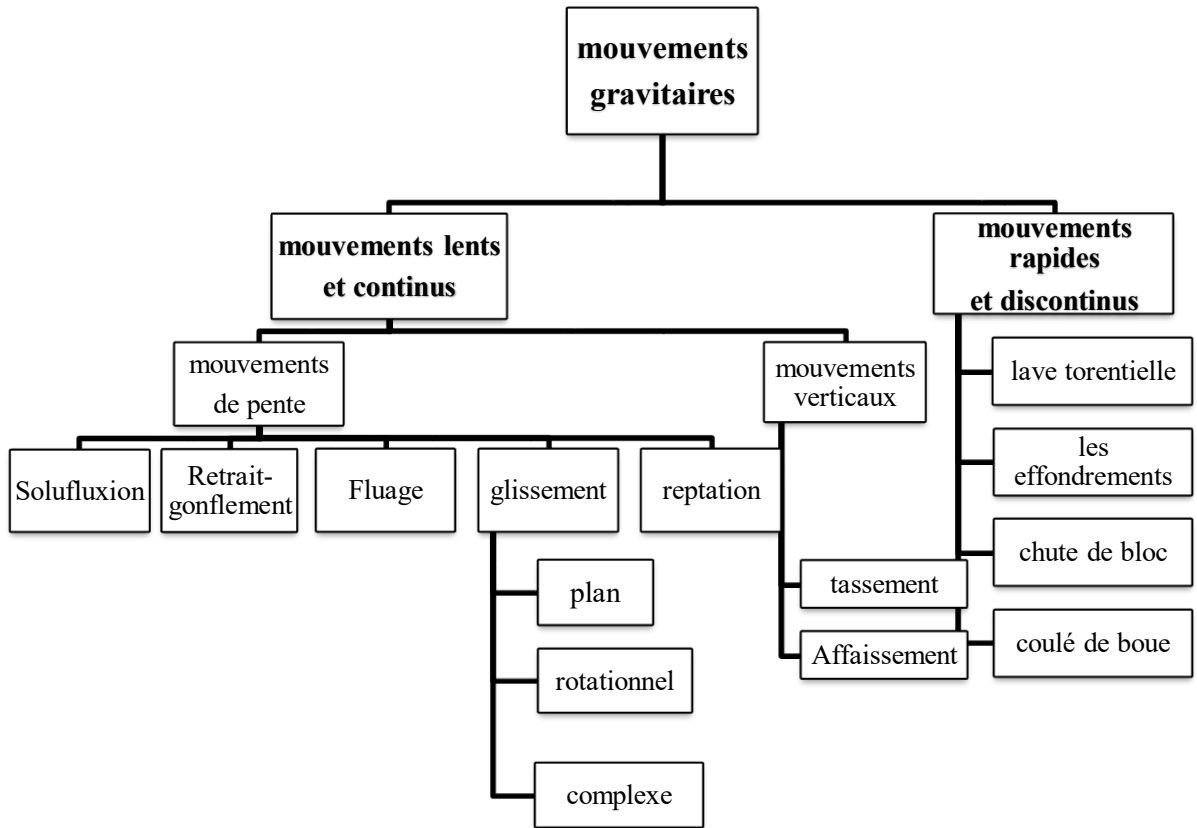 mouvements
gravitaires
mouvements lents
et continus
mouvements
rapides
et discontinus
mouvements
de pente
mouvements
verticaux
lave torentielle
Solufluxion
Retrait-
gonflement
Fluage
glissement
reptation
les
effondrements
chute de bloc
plan
tassement
rotationnel
Affaissement
coulé de boue
complexe